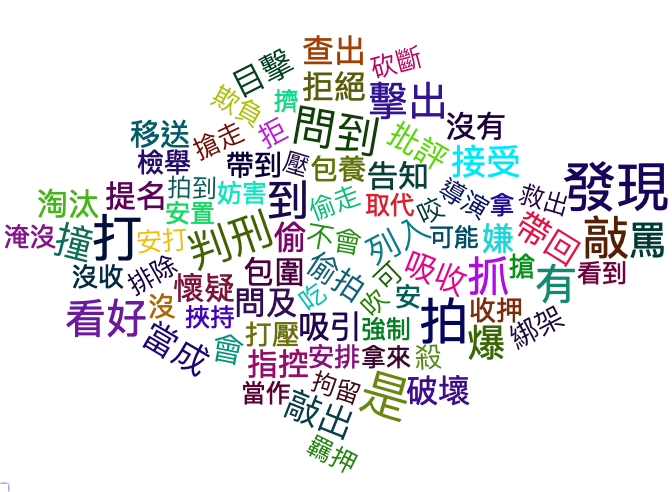 查出
目擊
砍斷
拒絕
欺負
擠
擊出
移送
搶走
拒
問到
批評
沒有
檢舉
帶到
壓
包養
告知
接受
提名
拍到
妨害
到
偷走
取代
咬
導演
拿
救出
發現
淘汰
安置
淹沒
撞
打
安打
判刑
偷
不會
列入
可能
嫌
帶回
敲
罵
沒收
排除
懷疑
包圍
偷拍
吹
可
吸收
抓
搶
有
看到
看好
沒
挾持
問及
吃
安
收押
當成
會
打壓
吸引
強制
拍
爆
綁架
指控
安排
拿來
殺
當作
拘留
是
破壞
敲出
羈押